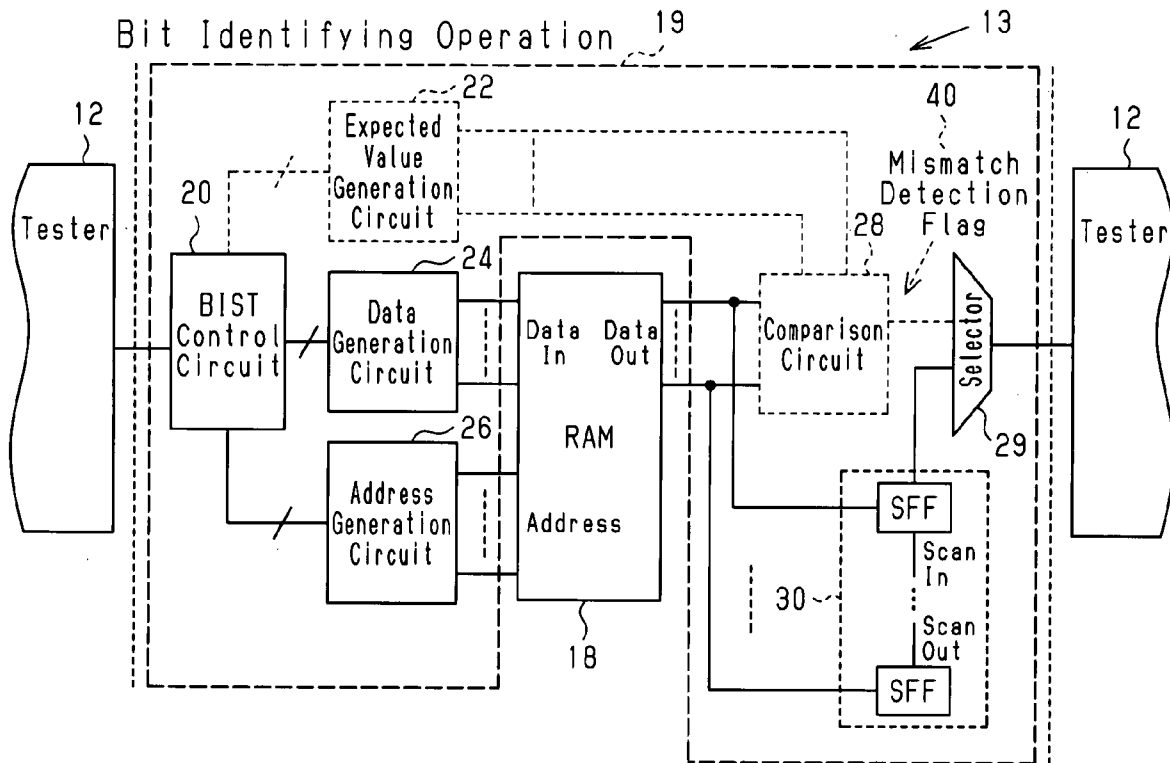 Bit Identifying Operation
19
13
12
Tester
20
BIST
Control
Circuit
22
Expected
Value
Generation
Circuit
24
Data
Generation
Circuit
26
Address
Generation
Circuit
Data
In
Data
Out
RAM
Address
18
28
Comparison
Circuit
40
Mismatch
Detection
Flag
Selector
29
30
SFF
Scan
In
Scan
Out
SFF
12
Tester